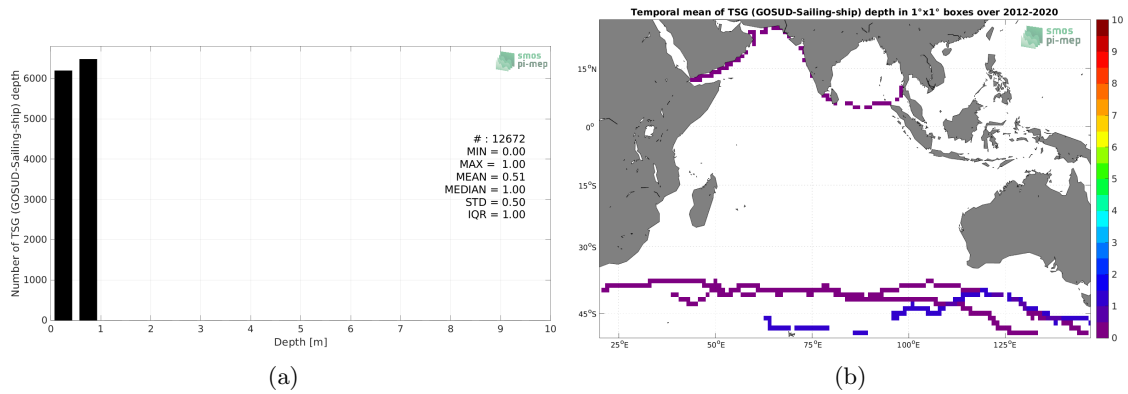 smos
pi-mep
Number of TSG (GOSUD-Sailing-ship) depth
6000
5000
4000
3000
2000
1000
0
# : 12672
MIN = 0.00
MAX = 1.00
MEAN = 0.51
MEDIAN = 1.00
STD = 0.50
IQR = 1.00
0 1 2 3 4 5 6 7 8 9 10
Depth [m]
(a)
Temporal mean of TSG (GOSUD-Sailing-ship) depth in 1°x1° boxes over 2012-2020
smos
pi-mep
15°N
0°
15°S
30°S
45°S
25°E 50°E 75°E 100°E 125°E
10
9
8
7
6
5
4
3
2
1
0
(b)